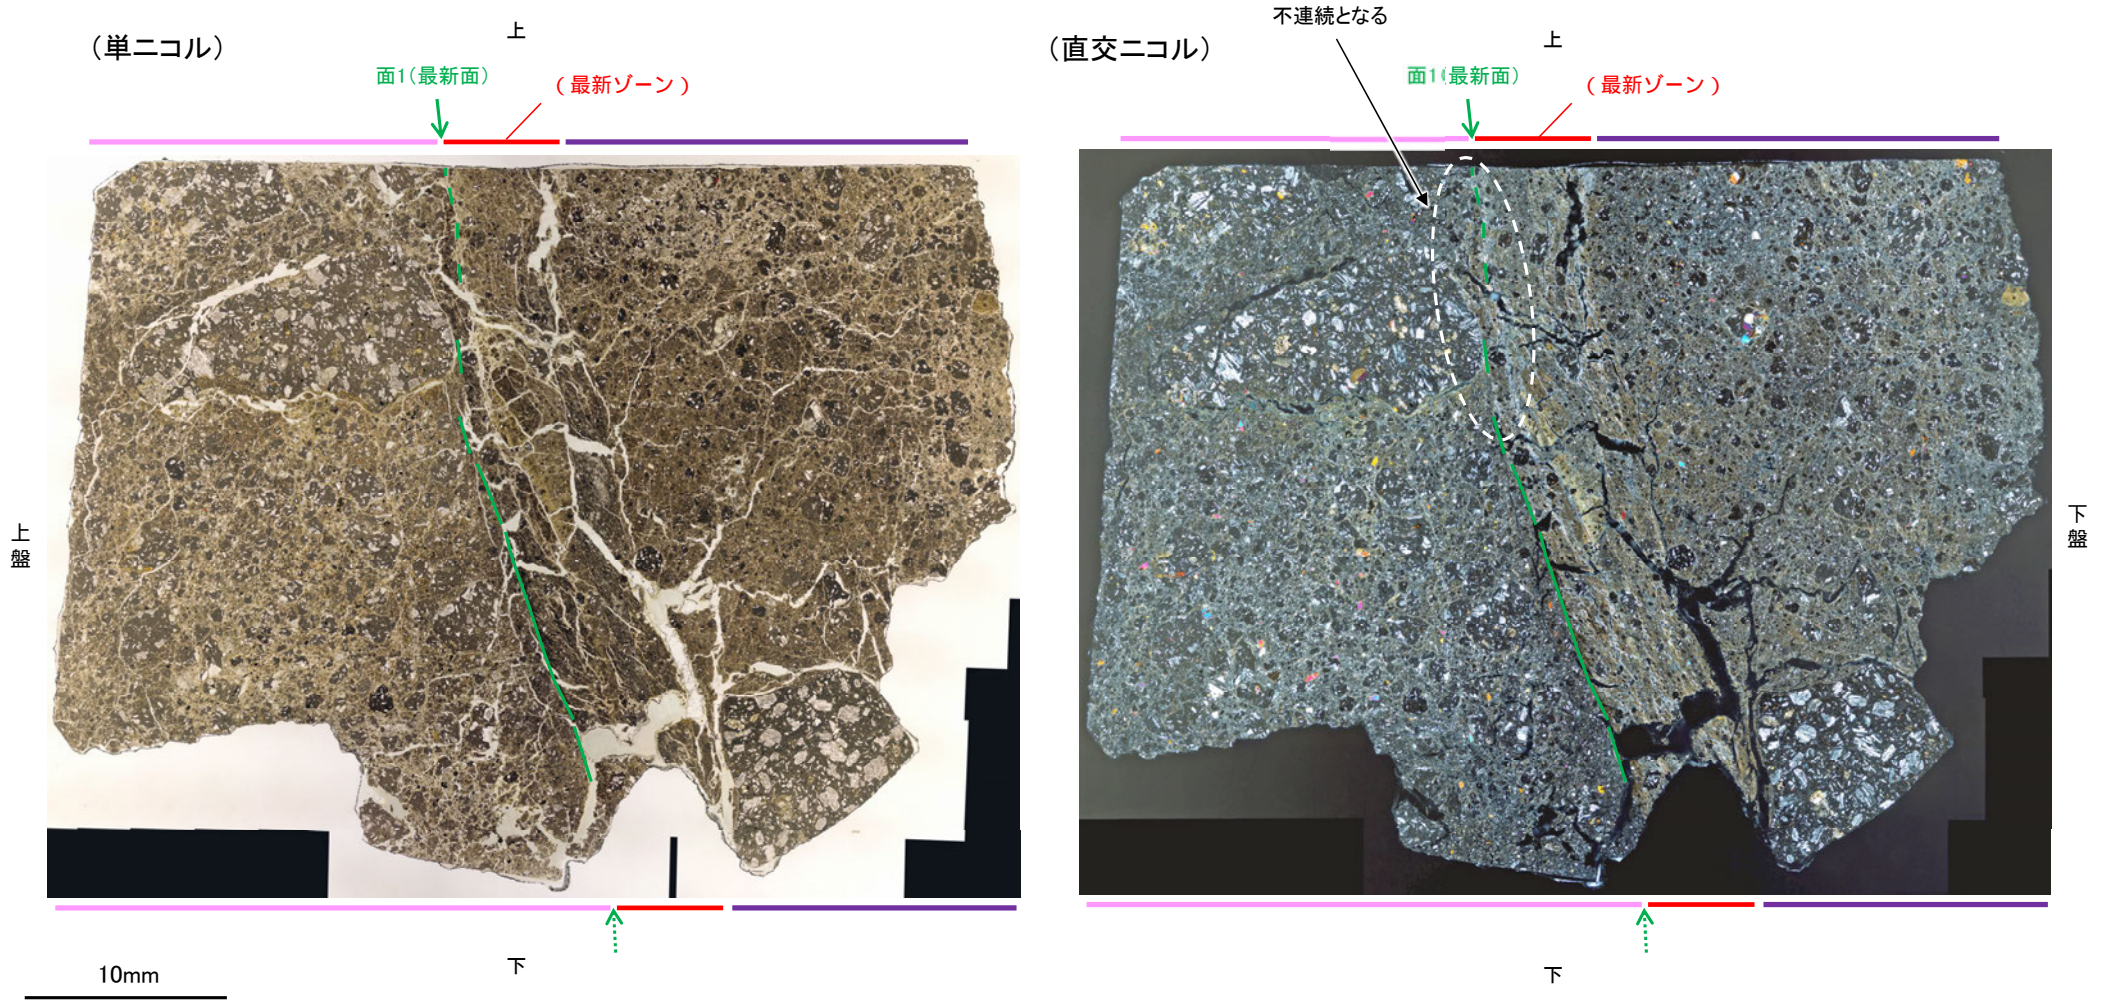 (単ニコル)
上
面1(最新面)
(最新ゾーン)
上盤
下
10mm
不連続となる
(直交ニコル)
上
面1(最新面)
(最新ゾーン)
下盤
下